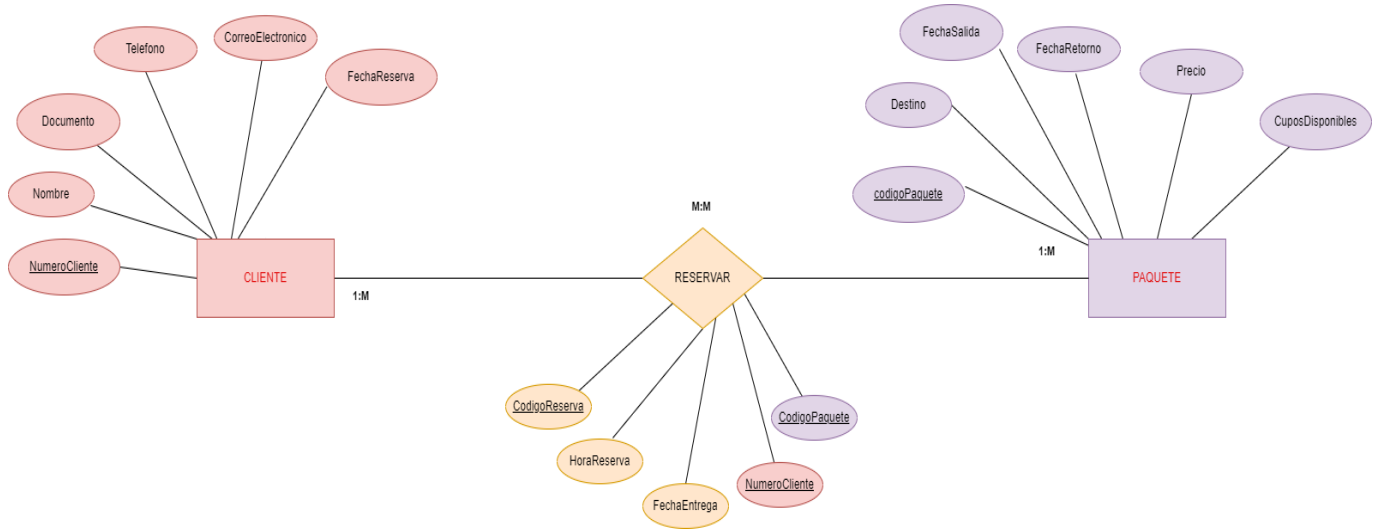 FechaSalida
CorreoElectronico
Telefono
FechaRetorno
FechaReserva
Precio
Destino
Documento
CuposDisponibles
Nombre
codigoPaquete
M:M
1:M
NumeroCliente
CLIENTE
RESERVAR
PAQUETE
1:M
CodigoReserva
CodigoPaquete
HoraReserva
NumeroCliente
FechaEntrega